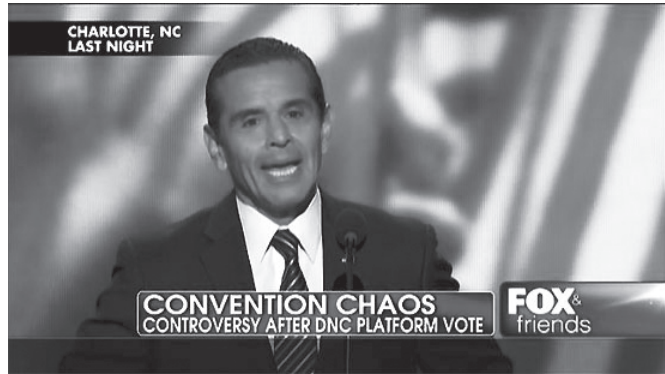 CHARLOTTE, NC
LAST NIGHT
CONVENTION CHAOS
CONTROVERSY AFTER DNC PLATFORM VOTE
FOX&
friends